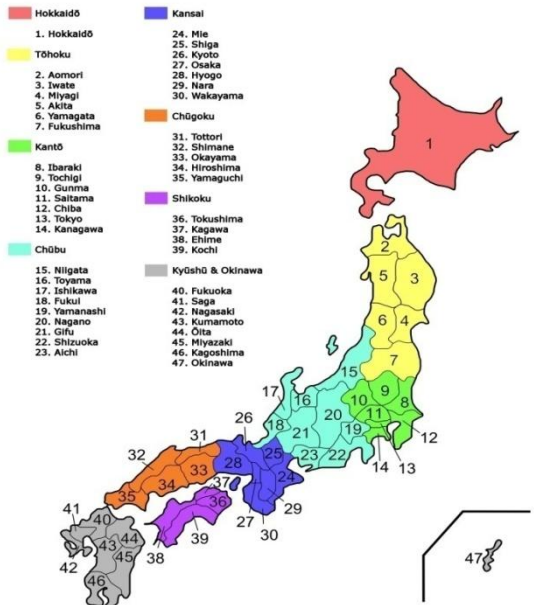 Hokkaidō
1. Hokkaidō
Tōhoku
2. Aomori
3. Iwate
4. Miyagi
5. Akita
6. Yamagata
7. Fukushima
Kantō
8. Ibaraki
9. Tochigi
10. Gunma
11. Saitama
12. Chiba
13. Tokyo
14. Kanagawa
Chūbu
15. Niigata
16. Toyama
17. Ishikawa
18. Fukui
19. Yamanashi
20. Nagano
21. Gifu
22. Shizuoka
23. Aichi
Kansai
24. Mie
25. Shiga
26. Kyoto
27. Osaka
28. Hyogo
29. Nara
30. Wakayama
Chūgoku
31. Tottori
32. Shimane
33. Okayama
34. Hiroshima
35. Yamaguchi
Shikoku
36. Tokushima
37. Kagawa
38. Ehime
39. Kochi
Kyūshū & Okinawa
40. Fukuoka
41. Saga
42. Nagasaki
43. Kumamoto
44. Ōita
45. Miyazaki
46. Kagoshima
47. Okinawa
1
2
5
3
6
4
7
15
17
16
10
9
8
18
20
11
26
21
19
12
31
25
23
22
14
13
32
33
28
24
34
37
35
36
29
41
40
27
30
43
44
39
42
45
38
46
47